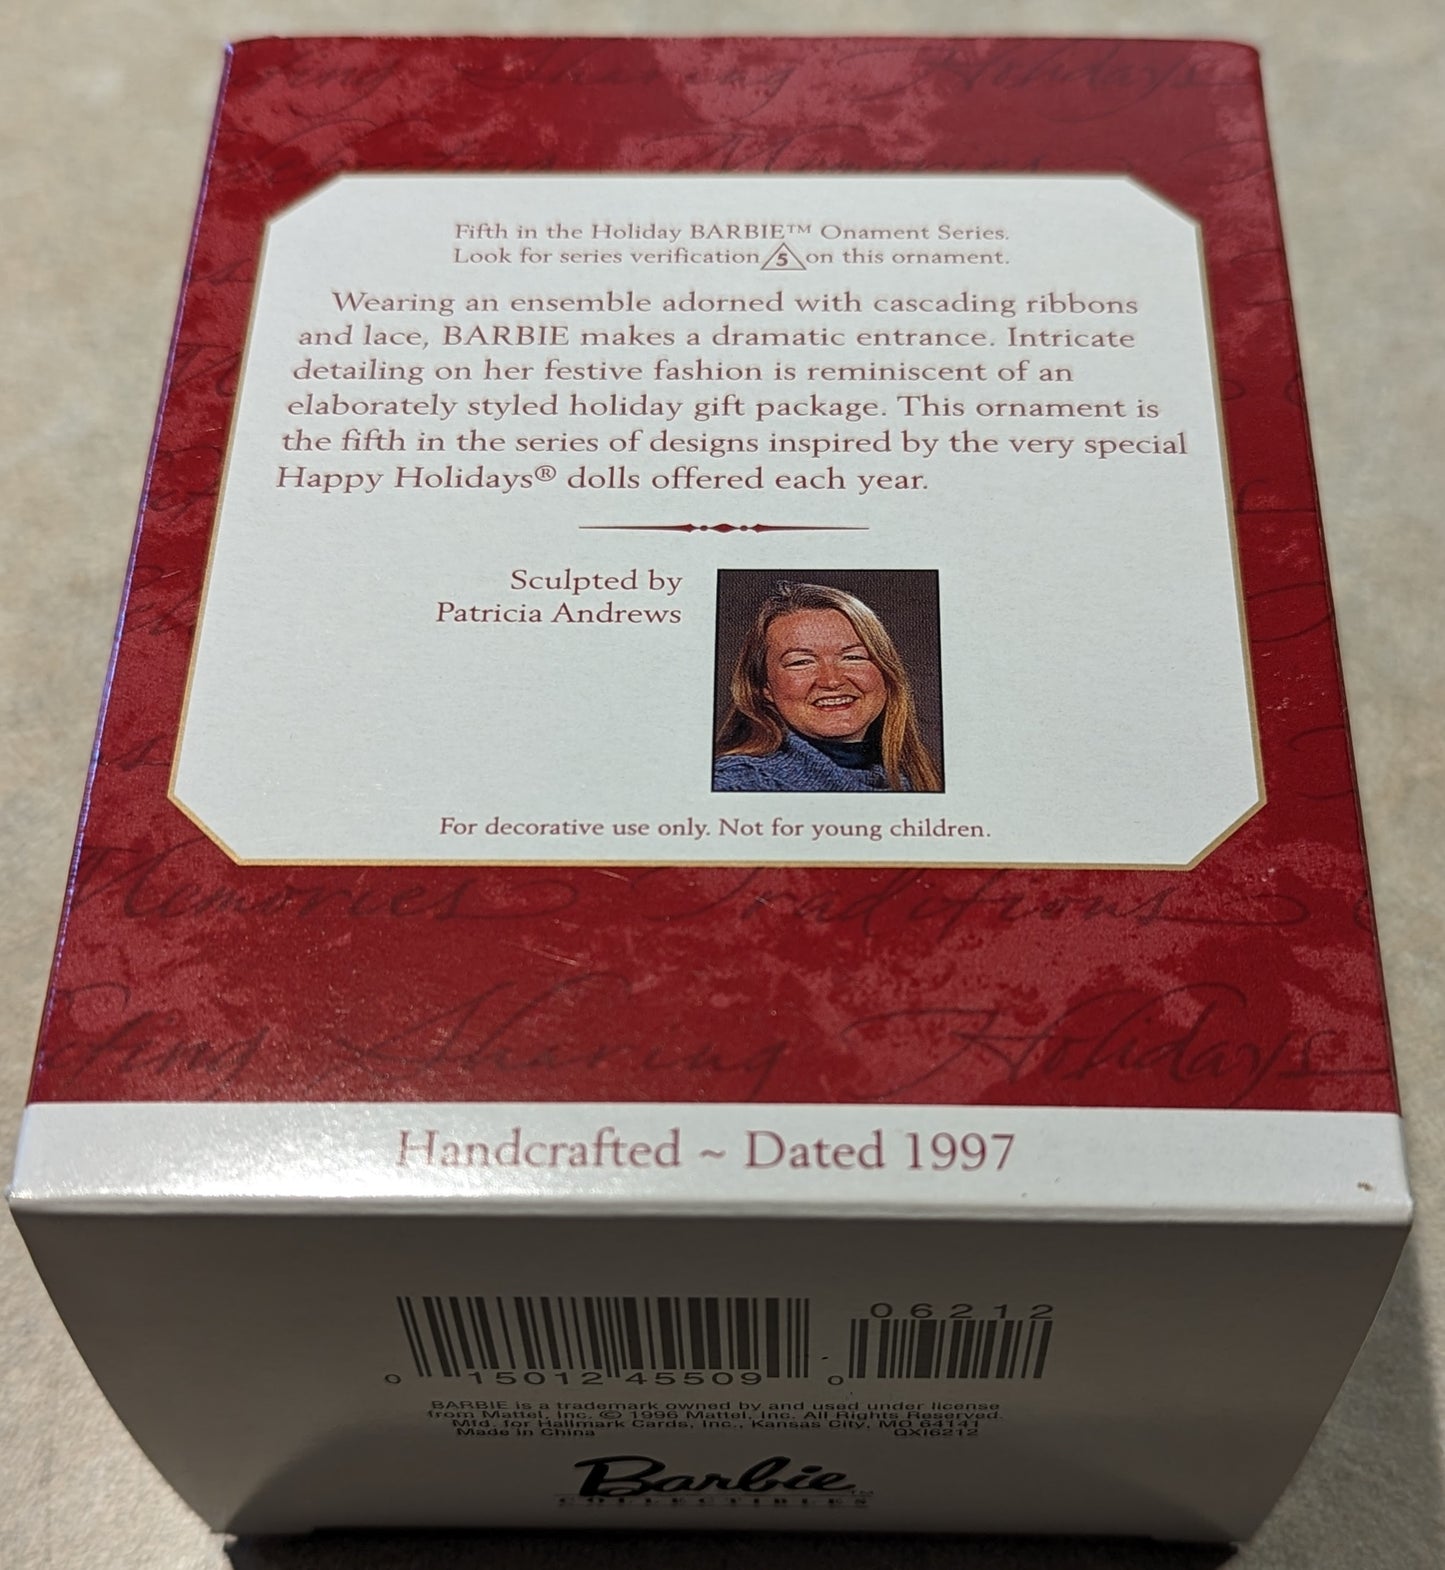 Sharing Holidays
Memories
Fifth in the Holiday BARBIE™ Onament Series.
Look for series verification 5 on this ornament.
Wearing an ensemble adorned with cascading ribbons
and lace, BARBIE makes a dramatic entrance. Intricate
detailing on her festive fashion is reminiscent of an
elaborately styled holiday gift package. This ornament is
the fifth in the series of designs inspired by the very special
Happy Holidays® dolls offered each year.
Sculpted by
Patricia Andrews
For decorative use only. Not for young children.
Memories Traditions
Sharing Holidays
Handcrafted ~ Dated 1997
06212
0 15012 45509 0
BARBIE is a trademark owned by and used under license
from Mattel, Inc. © 1996 Mattel, Inc. All Rights Reserved.
Mfd. for Hallmark Cards, Inc., Kansas City, MO 64141
Made in China QXI6212
Barbie™
COLLECTIBLES